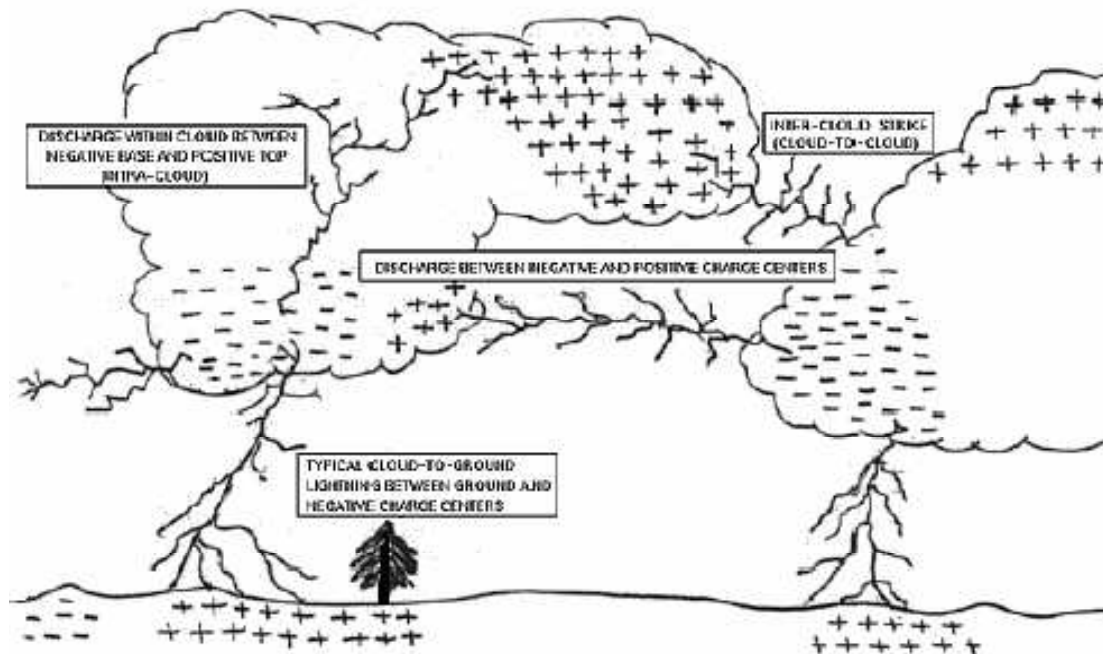 DISCHARGE WITHIN CLOUD BETWEEN
NEGATIVE BASE AND POSITIVE TOP
(INTRA-CLOUD)
INTER-CLOUD STRIKE
(CLOUD-TO-CLOUD)
DISCHARGE BETWEEN NEGATIVE AND POSITIVE CHARGE CENTERS
TYPICAL CLOUD-TO-GROUND
LIGHTNING BETWEEN GROUND AND
NEGATIVE CHARGE CENTERS